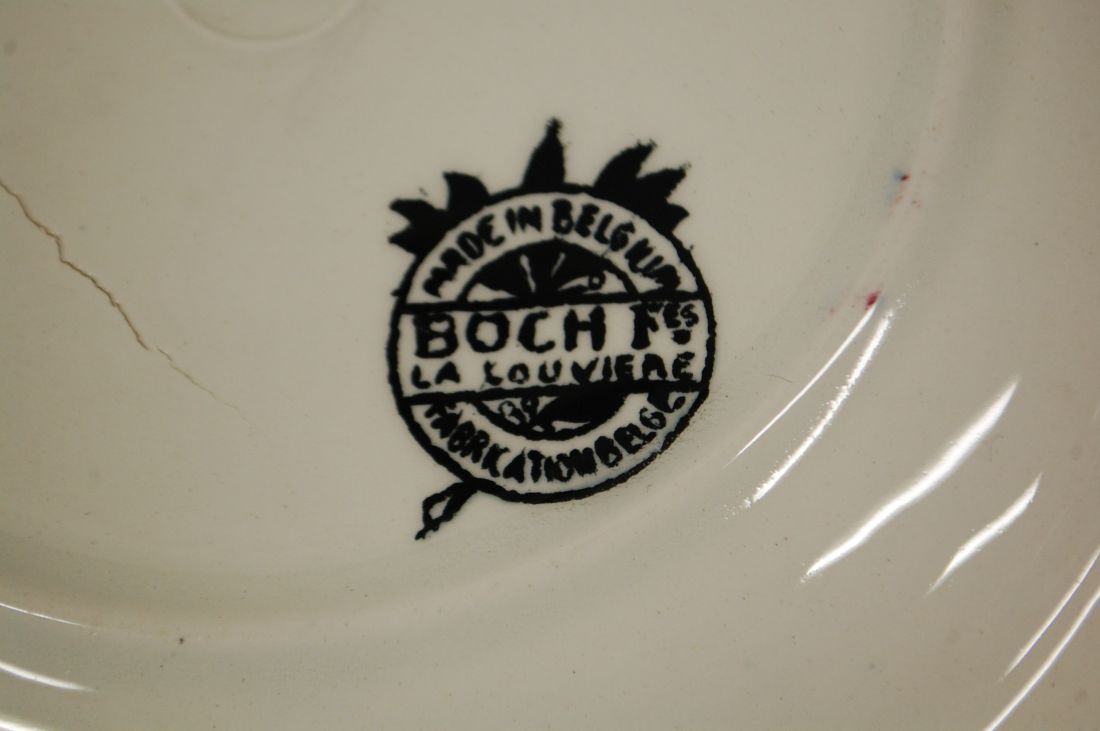 MADE IN BELGIUM
BOCH Fes
LA LOUVIERE
FABRICATION BELGE